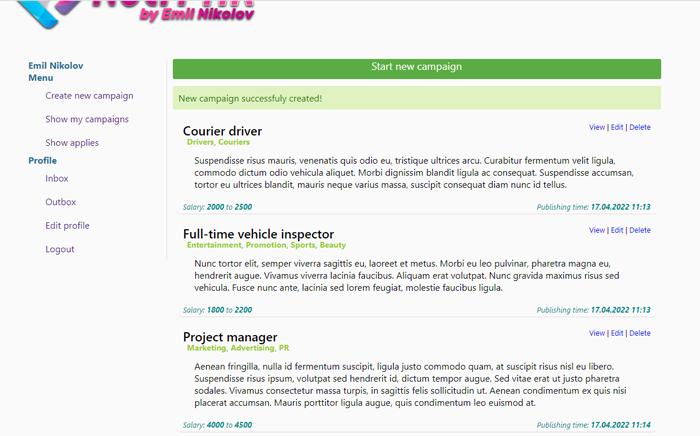 by Emil Nikolov
Emil Nikolov
Menu
Create new campaign
Show my campaigns
Show applies
Profile
Inbox
Outbox
Edit profile
Logout
Start new campaign
New campaign successfuly created!
Courier driver
View | Edit | Delete
Drivers, Couriers
Suspendisse risus mauris, venenatis quis odio eu, tristique ultrices arcu. Curabitur fermentum velit ligula,
commodo dictum odio vehicula aliquet. Morbi dignissim blandit ligula ac consequat. Suspendisse accumsan,
tortor eu ultrices blandit, mauris neque varius massa, suscipit consequat diam nunc id tellus.
Salary: 2000 to 2500
Publishing time: 17.04.2022 11:13
Full-time vehicle inspector
View | Edit | Delete
Entertainment, Promotion, Sports, Beauty
Nunc tortor elit, semper viverra sagittis eu, laoreet et metus. Morbi eu leo pulvinar, pharetra magna eu,
hendrerit augue. Vivamus viverra lacinia faucibus. Aliquam erat volutpat. Nunc gravida maximus risus sed
vehicula. Fusce nunc ante, lacinia sed lorem feugiat, molestie faucibus ligula.
Salary: 1800 to 2200
Publishing time: 17.04.2022 11:13
Project manager
View | Edit | Delete
Marketing, Advertising, PR
Aenean fringilla, nulla id fermentum suscipit, ligula justo commodo quam, at suscipit risus nisl eu libero.
Suspendisse risus ipsum, volutpat sed hendrerit id, dictum tempor augue. Sed vitae erat ut justo pharetra
sodales. Vivamus consectetur massa turpis, in sagittis felis sollicitudin ut. Aenean condimentum ex quis nisi
placerat accumsan. Mauris porttitor ligula augue, quis condimentum leo euismod at.
Salary: 4000 to 4500
Publishing time: 17.04.2022 11:14